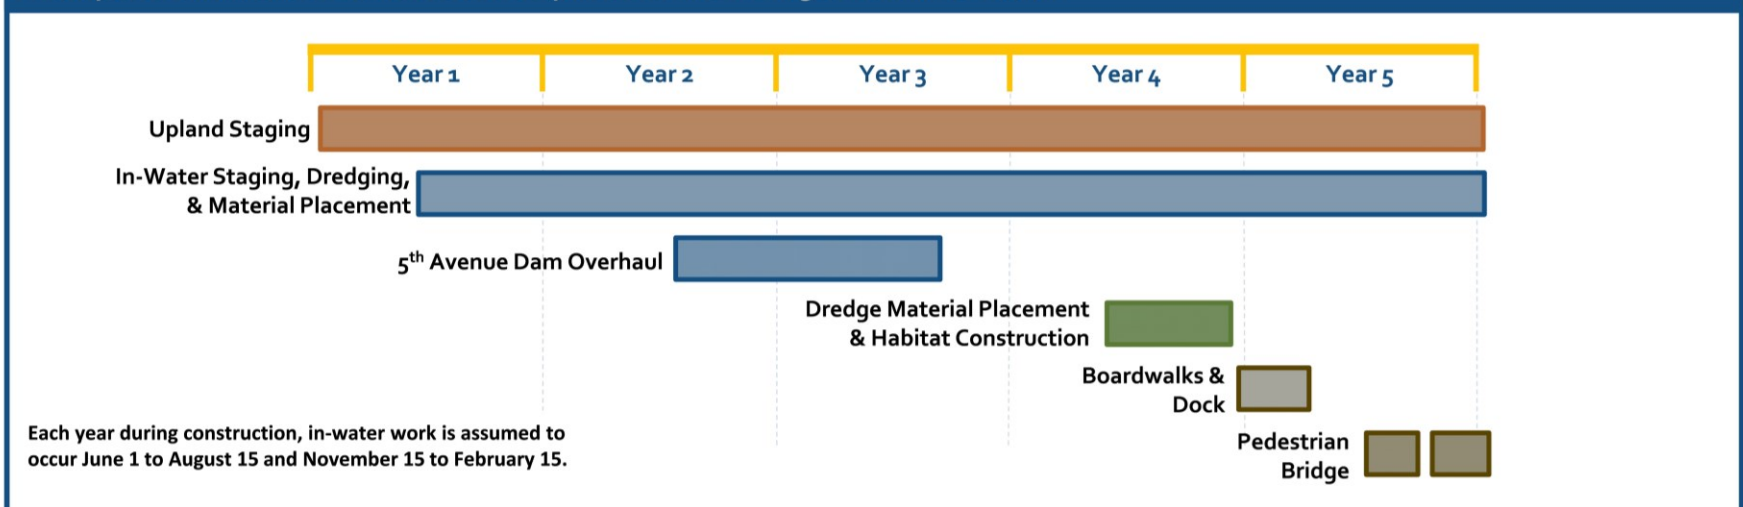 Year 1
Year 2
Year 3
Year 4
Year 5
Upland Staging
In-Water Staging, Dredging,
& Material Placement
5th Avenue Dam Overhaul
Dredge Material Placement
& Habitat Construction
Boardwalks &
Dock
Pedestrian
Bridge
Each year during construction, in-water work is assumed to
occur June 1 to August 15 and November 15 to February 15.